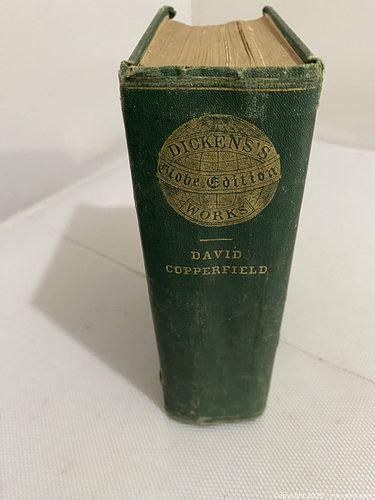 DICKENS'S
Globe Edition
WORKS
DAVID
COPPERFIELD